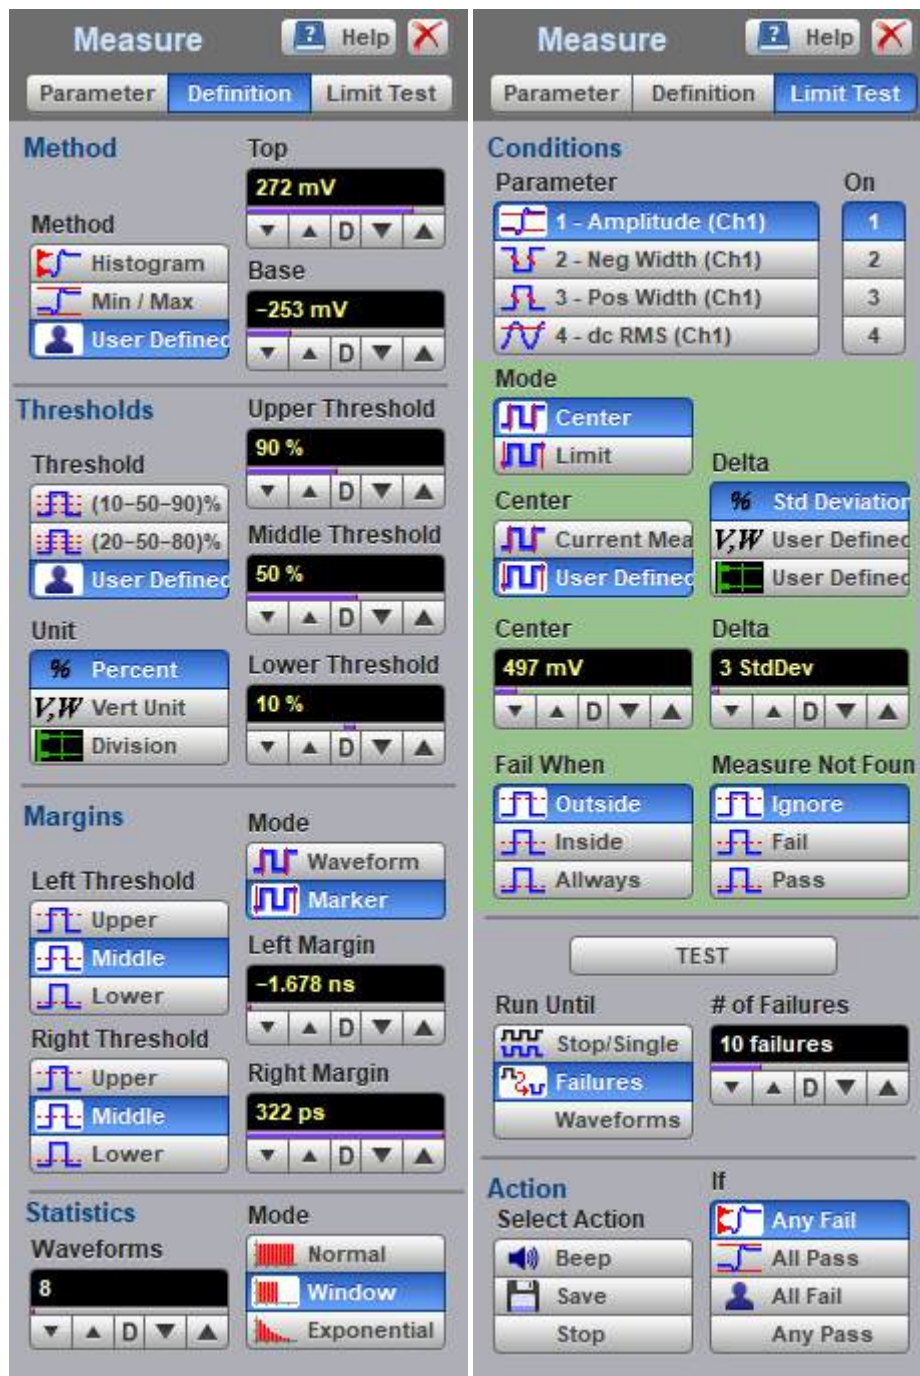 Measure
? Help
Parameter Definition Limit Test
Method
Top
272 mV
D
Method
Histogram
Min / Max
User Defined
Base
−253 mV
D
Thresholds
Upper Threshold
90 %
D
Threshold
(10−50−90)%
(20−50−80)%
User Defined
Middle Threshold
50 %
D
Unit
% Percent
V,W Vert Unit
Division
Lower Threshold
10 %
D
Margins
Mode
Waveform
Marker
Left Threshold
Upper
Middle
Lower
Left Margin
−1.678 ns
D
Right Threshold
Upper
Middle
Lower
Right Margin
322 ps
D
Statistics
Waveforms
8
D
Mode
Normal
Window
Exponential
Measure
? Help
Parameter Definition Limit Test
Conditions
Parameter On
1 - Amplitude (Ch1) 1
2 - Neg Width (Ch1) 2
3 - Pos Width (Ch1) 3
4 - dc RMS (Ch1) 4
Mode
Center
Limit
Center
Current Mea
User Defined
Delta
% Std Deviation
V,W User Defined
User Defined
Center
497 mV
D
Delta
3 StdDev
D
Fail When
Outside
Inside
Allways
Measure Not Foun
Ignore
Fail
Pass
TEST
Run Until
Stop/Single
Failures
Waveforms
# of Failures
10 failures
D
Action
Select Action
Beep
Save
Stop
If
Any Fail
All Pass
All Fail
Any Pass